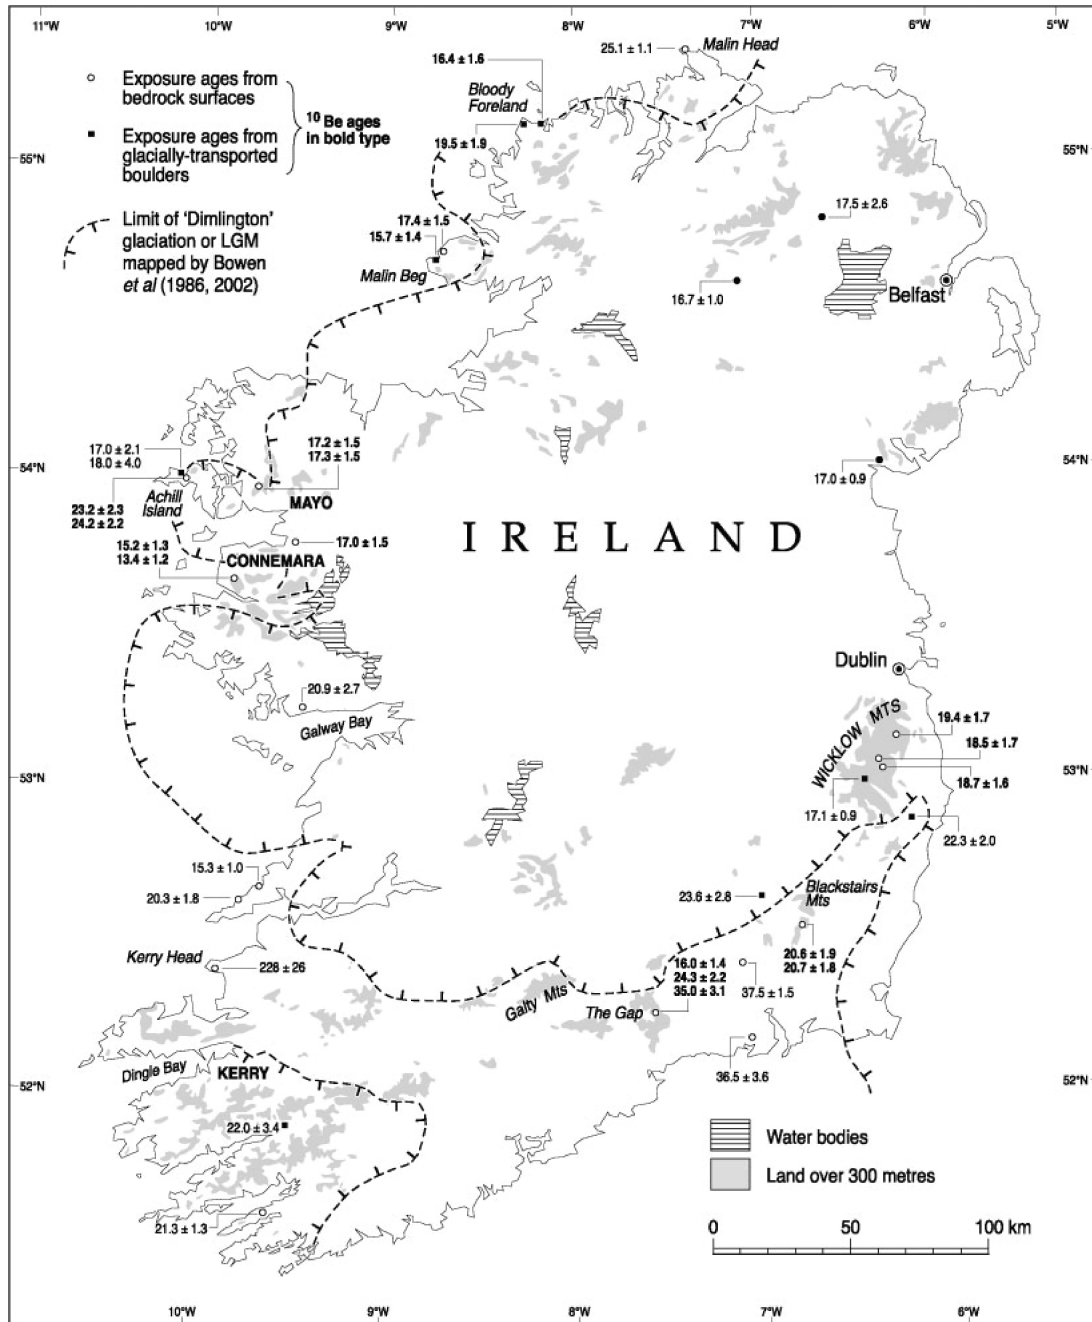 11°W
10°W
9°W
8°W
7°W
6°W
5°W
Exposure ages from
bedrock surfaces
Exposure ages from
glacially-transported
boulders
10 Be ages
in bold type
Limit of 'Dimlington'
glaciation or LGM
mapped by Bowen
et al (1986, 2002)
16.4 ± 1.6
25.1 ± 1.1
Malin Head
Bloody
Foreland
19.5 ± 1.9
55°N
55°N
17.4 ± 1.5
15.7 ± 1.4
Malin Beg
17.5 ± 2.6
16.7 ± 1.0
Belfast
17.0 ± 2.1
18.0 ± 4.0
54°N
54°N
17.2 ± 1.5
17.3 ± 1.5
17.0 ± 0.9
Achill
Island
MAYO
23.2 ± 2.3
24.2 ± 2.2
15.2 ± 1.3
13.4 ± 1.2
17.0 ± 1.5
CONNEMARA
IRELAND
Dublin
20.9 ± 2.7
Galway Bay
WICKLOW MTS
19.4 ± 1.7
18.5 ± 1.7
18.7 ± 1.6
53°N
53°N
17.1 ± 0.9
22.3 ± 2.0
15.3 ± 1.0
20.3 ± 1.8
23.6 ± 2.8
Blackstairs
Mts
Kerry Head
228 ± 26
20.6 ± 1.9
20.7 ± 1.8
16.0 ± 1.4
24.3 ± 2.2
35.0 ± 3.1
37.5 ± 1.5
Galty Mts
The Gap
36.5 ± 3.6
Dingle Bay
KERRY
52°N
52°N
22.0 ± 3.4
21.3 ± 1.3
Water bodies
Land over 300 metres
0
50
100 km
10°W
9°W
8°W
7°W
6°W